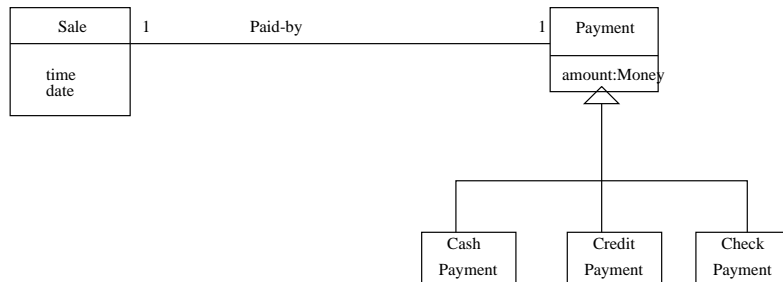 Sale
1
Paid-by
1
Payment
time
date
amount:Money
Cash
Payment
Credit
Payment
Check
Payment